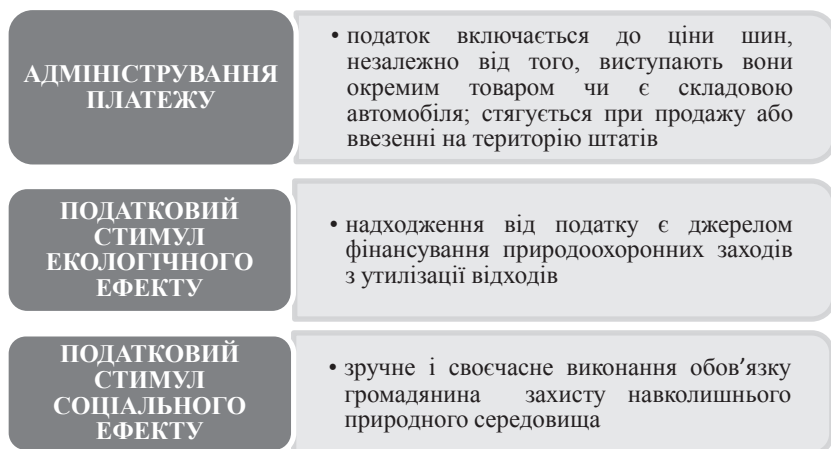 АДМІНІСТРУВАННЯ
ПЛАТЕЖУ
• податок включається до ціни шин,
незалежно від того, виступають вони
окремим товаром чи є складовою
автомобіля; стягується при продажу або
ввезенні на територію штатів
ПОДАТКОВИЙ
СТИМУЛ
ЕКОЛОГІЧНОГО
ЕФЕКТУ
• надходження від податку є джерелом
фінансування природоохоронних заходів
з утилізації відходів
ПОДАТКОВИЙ
СТИМУЛ
СОЦІАЛЬНОГО
ЕФЕКТУ
• зручне і своєчасне виконання обов’язку
громадянина захисту навколишнього
природного середовища